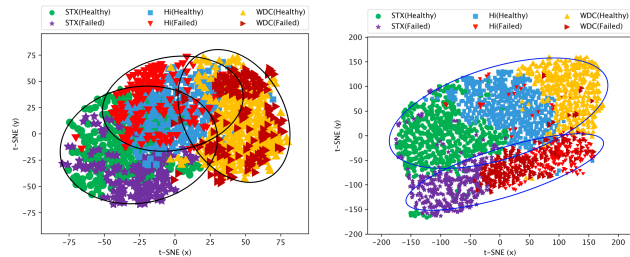 STX(Healthy) Hi(Healthy) WDC(Healthy)
STX(Failed) Hi(Failed) WDC(Failed)
t-SNE (y)
75
50
25
0
−25
−50
−75
−75 −50 −25 0 25 50 75
t-SNE (x)
STX(Healthy) Hi(Healthy) WDC(Healthy)
STX(Failed) Hi(Failed) WDC(Failed)
t-SNE (y)
200
150
100
50
0
−50
−100
−150
−200
−200 −150 −100 −50 0 50 100 150 200
t-SNE (x)